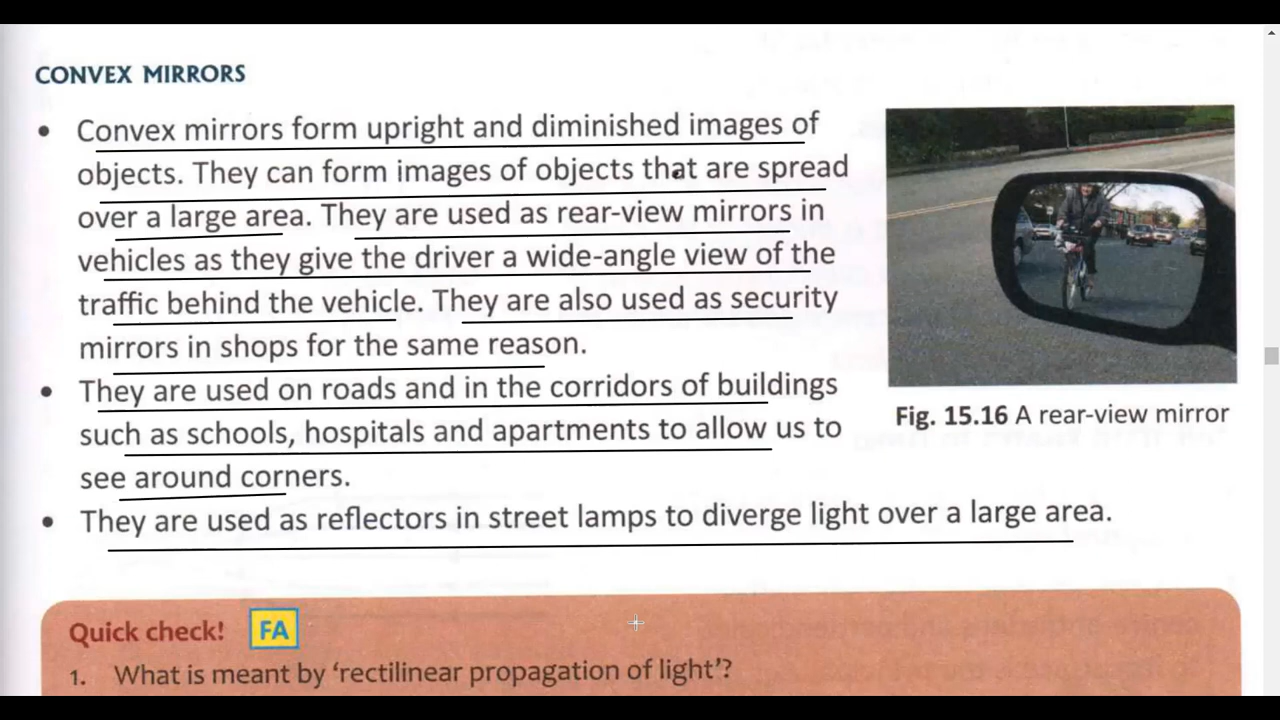 CONVEX MIRRORS
• Convex mirrors form upright and diminished images of
objects. They can form images of objects that are spread
over a large area. They are used as rear-view mirrors in
vehicles as they give the driver a wide-angle view of the
traffic behind the vehicle. They are also used as security
mirrors in shops for the same reason.
• They are used on roads and in the corridors of buildings
such as schools, hospitals and apartments to allow us to
see around corners.
• They are used as reflectors in street lamps to diverge light over a large area.
Fig. 15.16 A rear-view mirror
Quick check! FA
1. What is meant by ‘rectilinear propagation of light’?